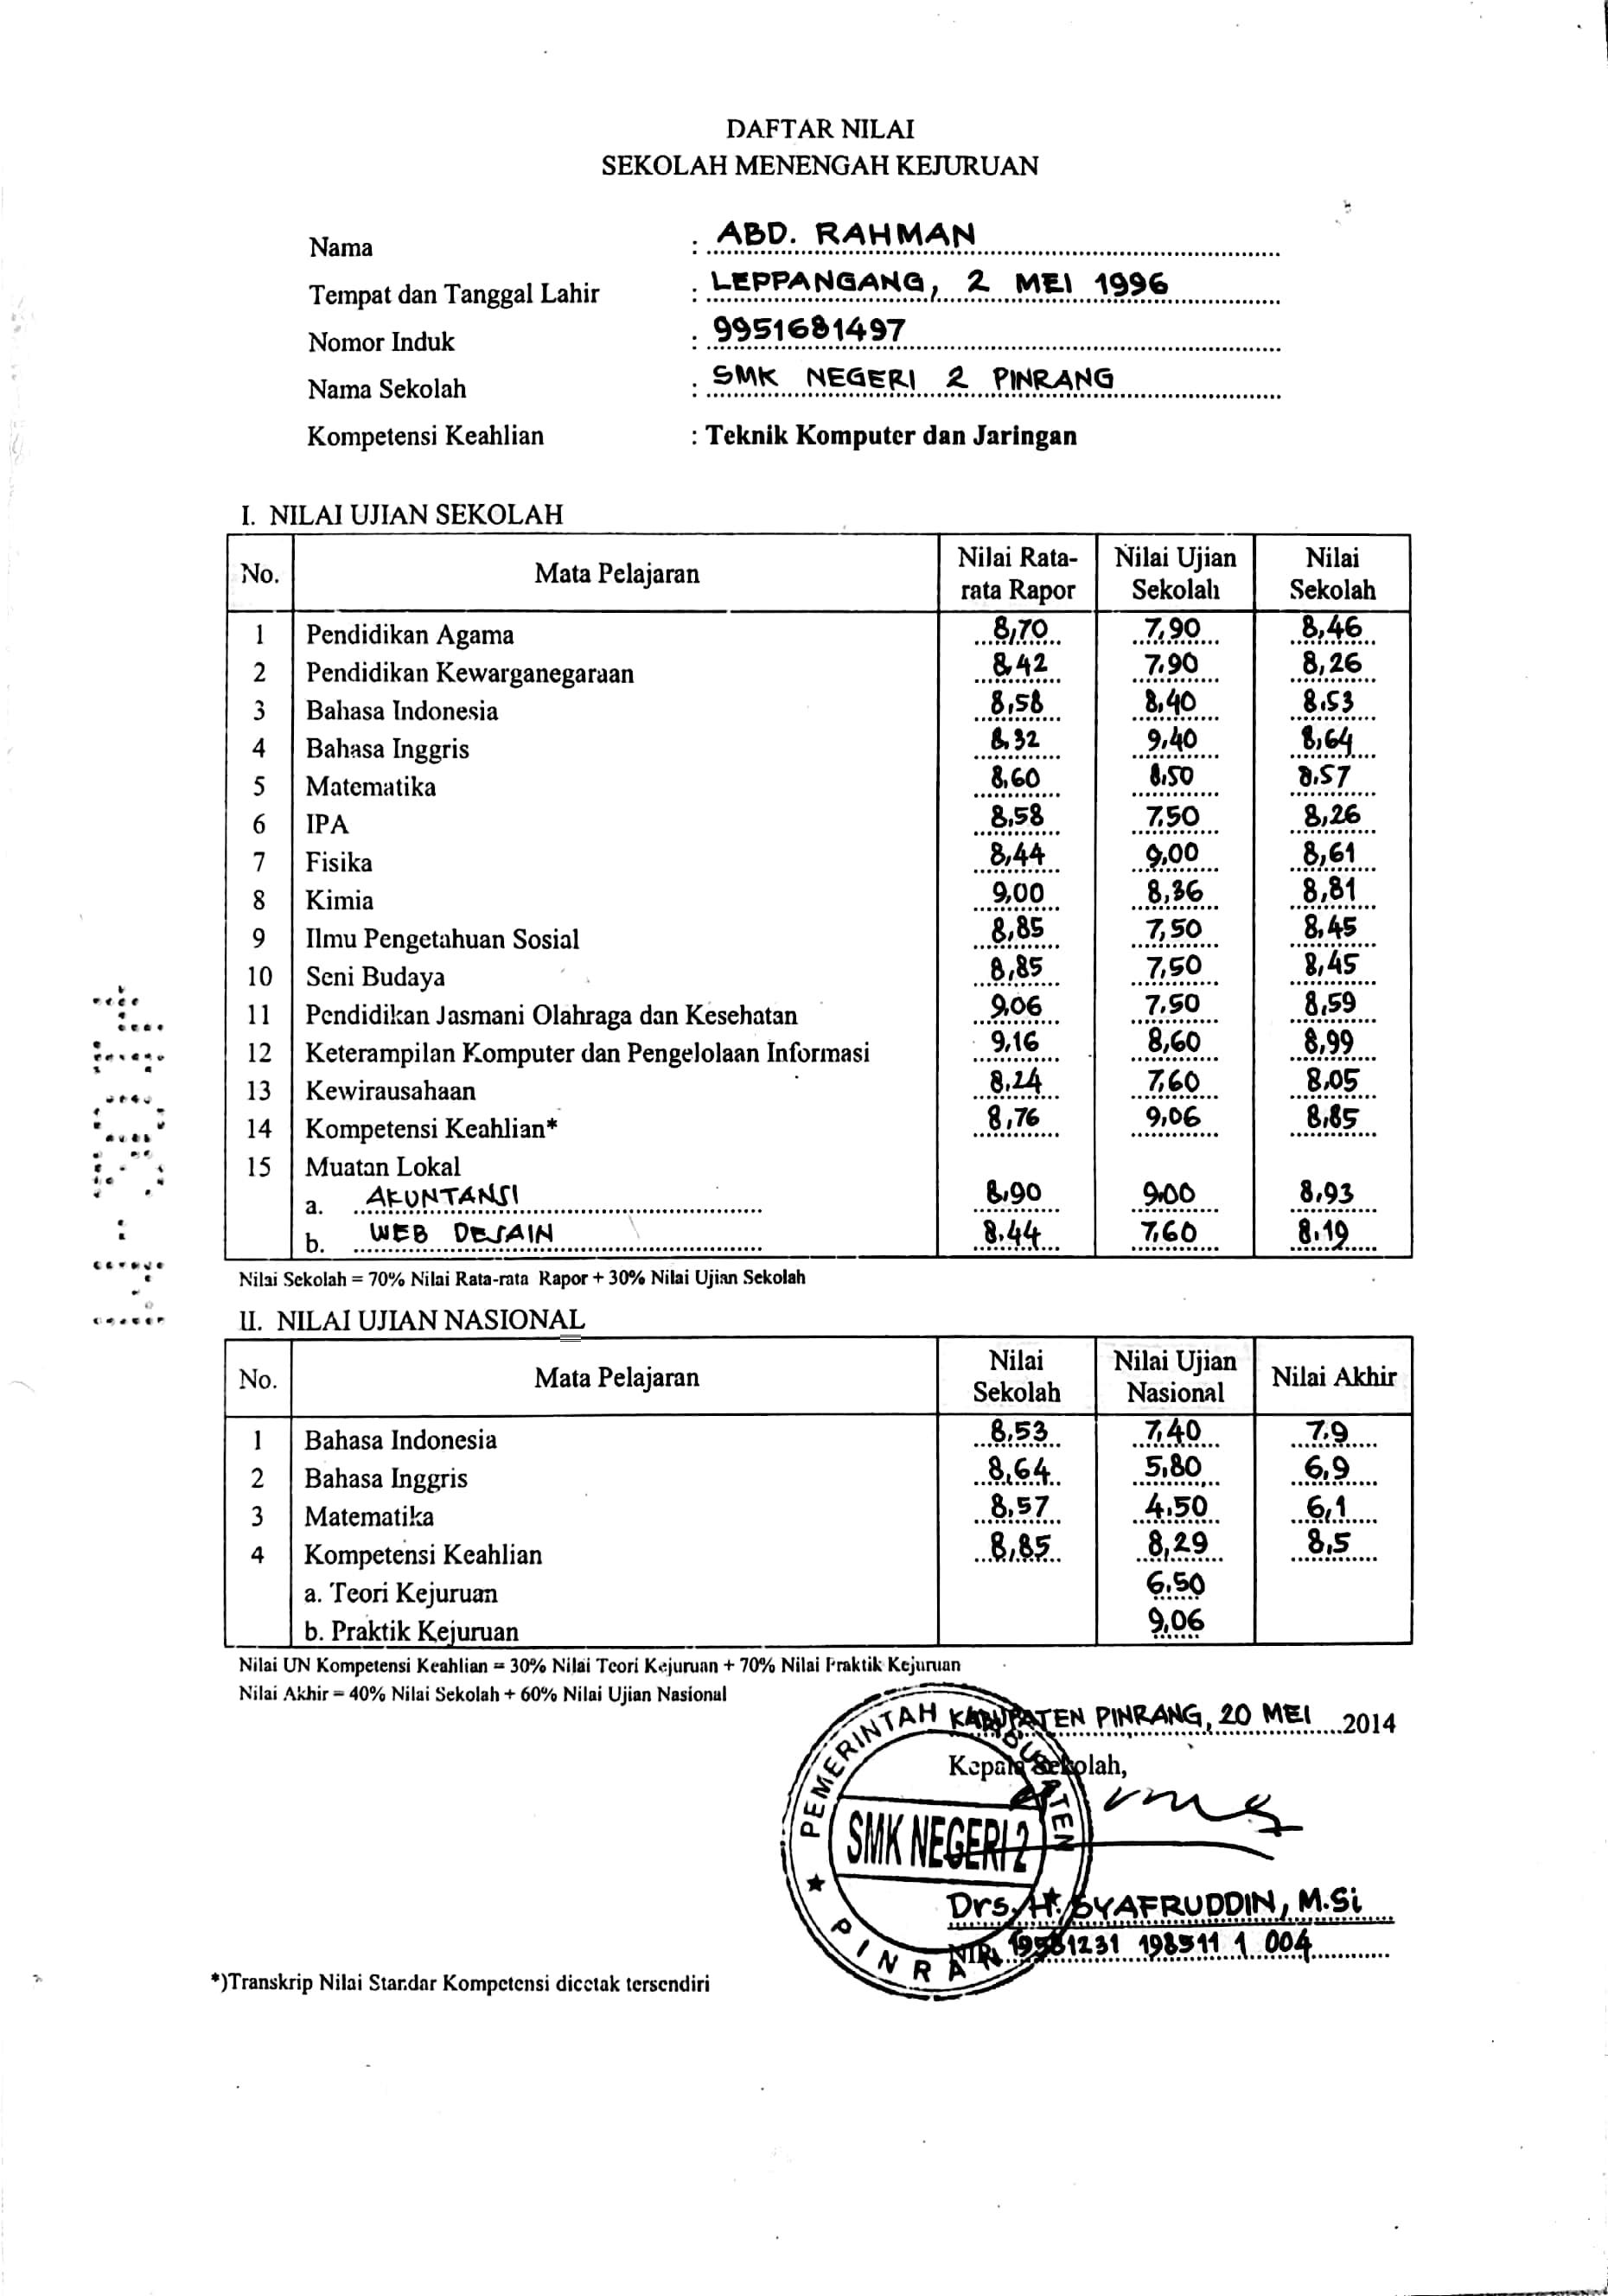 DAFTAR NILAI
SEKOLAH MENENGAH KEJURUAN
Nama : ABD. RAHMAN
Tempat dan Tanggal Lahir : LEPPANGANG, 2 MEI 1996
Nomor Induk : 9951681497
Nama Sekolah : SMK NEGERI 2 PINRANG
Kompetensi Keahlian : Teknik Komputer dan Jaringan
I. NILAI UJIAN SEKOLAH
No. Mata Pelajaran Nilai Rata-rata Rapor Nilai Ujian Sekolah Nilai Sekolah
1 Pendidikan Agama 8,70 7,90 8,46
2 Pendidikan Kewarganegaraan 8,42 7,90 8,26
3 Bahasa Indonesia 8,58 8,40 8,53
4 Bahasa Inggris 8,32 9,40 8,64
5 Matematika 8,60 8,50 8,57
6 IPA 8,58 7,50 8,26
7 Fisika 8,44 9,00 8,61
8 Kimia 9,00 8,36 8,81
9 Ilmu Pengetahuan Sosial 8,85 7,50 8,45
10 Seni Budaya 8,85 7,50 8,45
11 Pendidikan Jasmani Olahraga dan Kesehatan 9,06 7,50 8,59
12 Keterampilan Komputer dan Pengelolaan Informasi 9,16 8,60 8,99
13 Kewirausahaan 8,24 7,60 8,05
14 Kompetensi Keahlian* 8,76 9,06 8,85
15 Muatan Lokal
a. AKUNTANSI 8,90 9,00 8,93
b. WEB DESAIN 8,44 7,60 8,19
Nilai Sekolah = 70% Nilai Rata-rata Rapor + 30% Nilai Ujian Sekolah
II. NILAI UJIAN NASIONAL
No. Mata Pelajaran Nilai Sekolah Nilai Ujian Nasional Nilai Akhir
1 Bahasa Indonesia 8,53 7,40 7,9
2 Bahasa Inggris 8,64 5,80 6,9
3 Matematika 8,57 4,50 6,1
4 Kompetensi Keahlian 8,85 8,29 8,5
a. Teori Kejuruan 6,50
b. Praktik Kejuruan 9,06
Nilai UN Kompetensi Keahlian = 30% Nilai Teori Kejuruan + 70% Nilai Praktik Kejuruan
Nilai Akhir = 40% Nilai Sekolah + 60% Nilai Ujian Nasional
KABUPATEN PINRANG, 20 MEI 2014
Kepala Sekolah,
PEMERINTAH KABUPATEN
SMK NEGERI 2
PINRANG
Drs. H. SYAFRUDDIN, M.Si
NIP. 19581231 198511 1 004
*)Transkrip Nilai Standar Kompetensi dicetak tersendiri